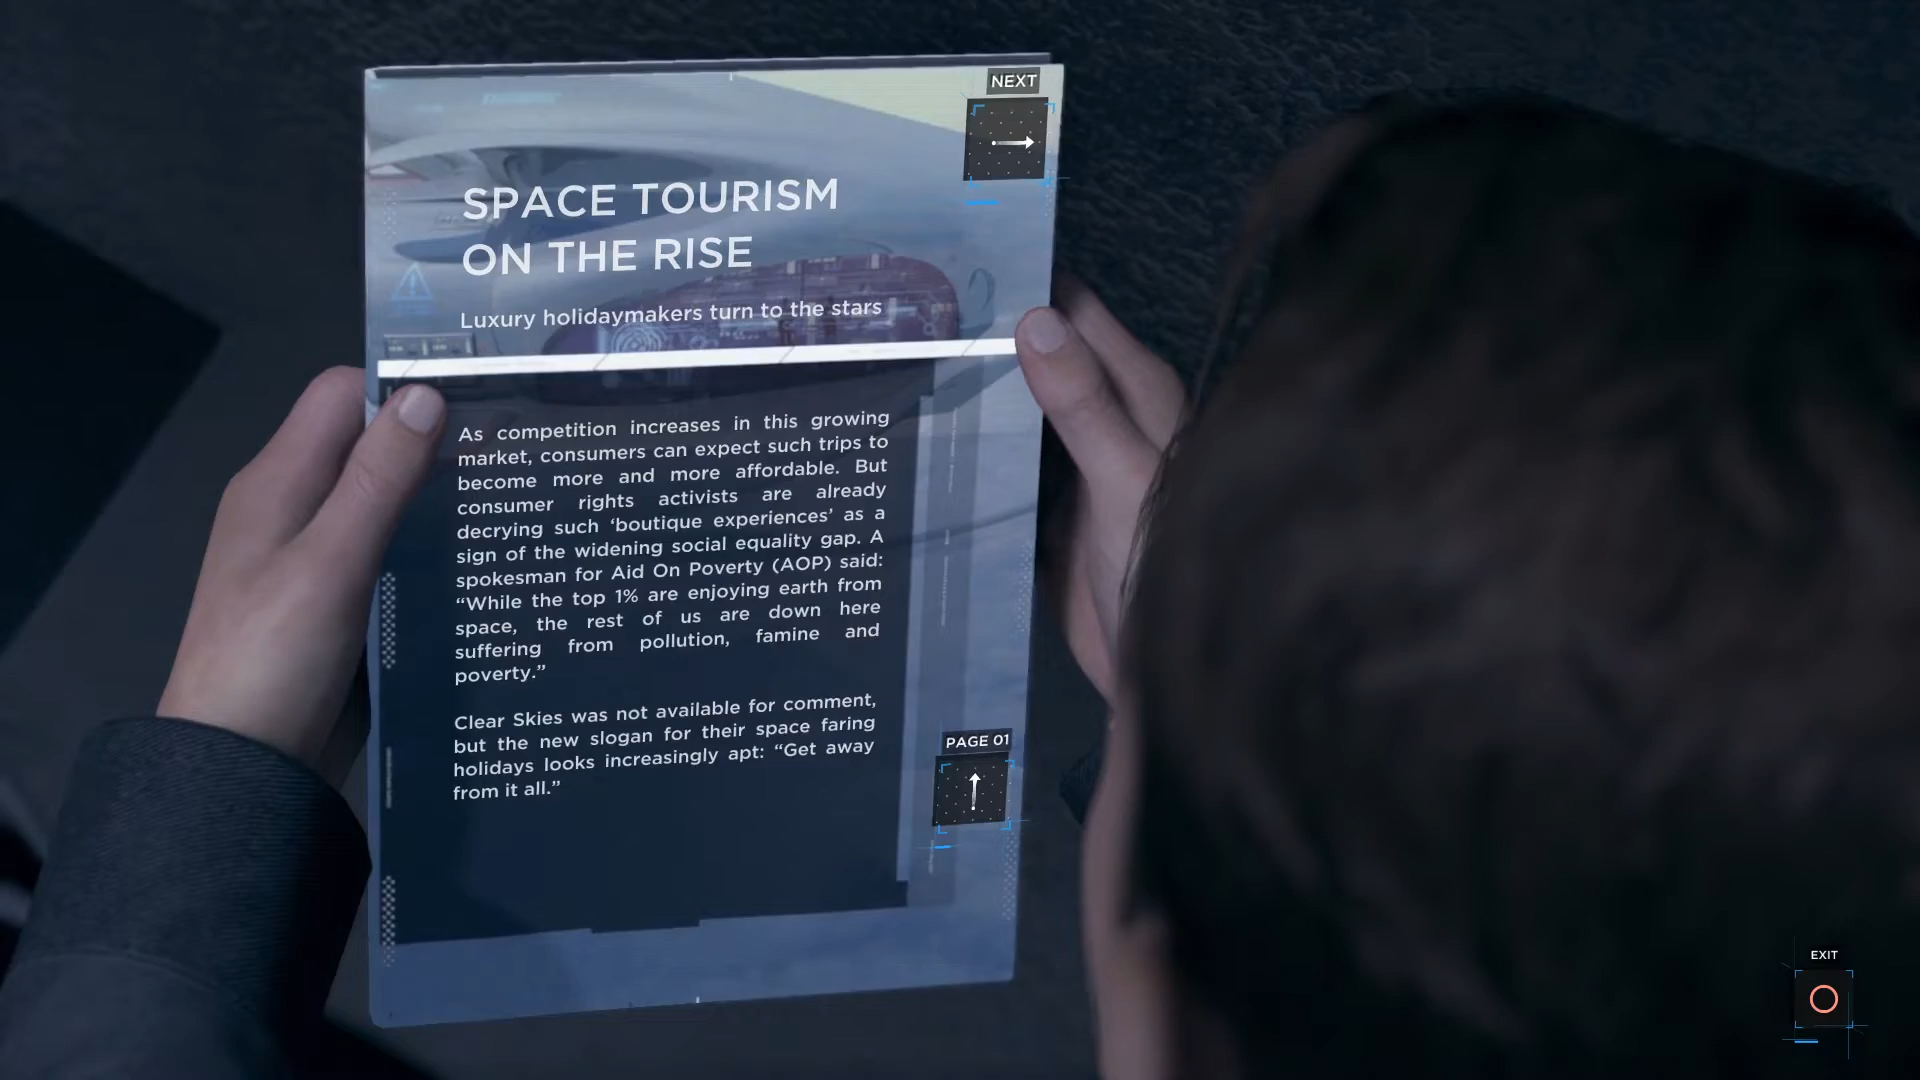 NEXT
SPACE TOURISM
ON THE RISE
Luxury holidaymakers turn to the stars
As competition increases in this growing
market, consumers can expect such trips to
become more and more affordable. But
consumer rights activists are already
decrying such ‘boutique experiences’ as a
sign of the widening social equality gap. A
spokesman for Aid On Poverty (AOP) said:
“While the top 1% are enjoying earth from
space, the rest of us are down here
suffering from pollution, famine and
poverty.”
Clear Skies was not available for comment,
but the new slogan for their space faring
holidays looks increasingly apt: “Get away
from it all.”
PAGE 01
EXIT